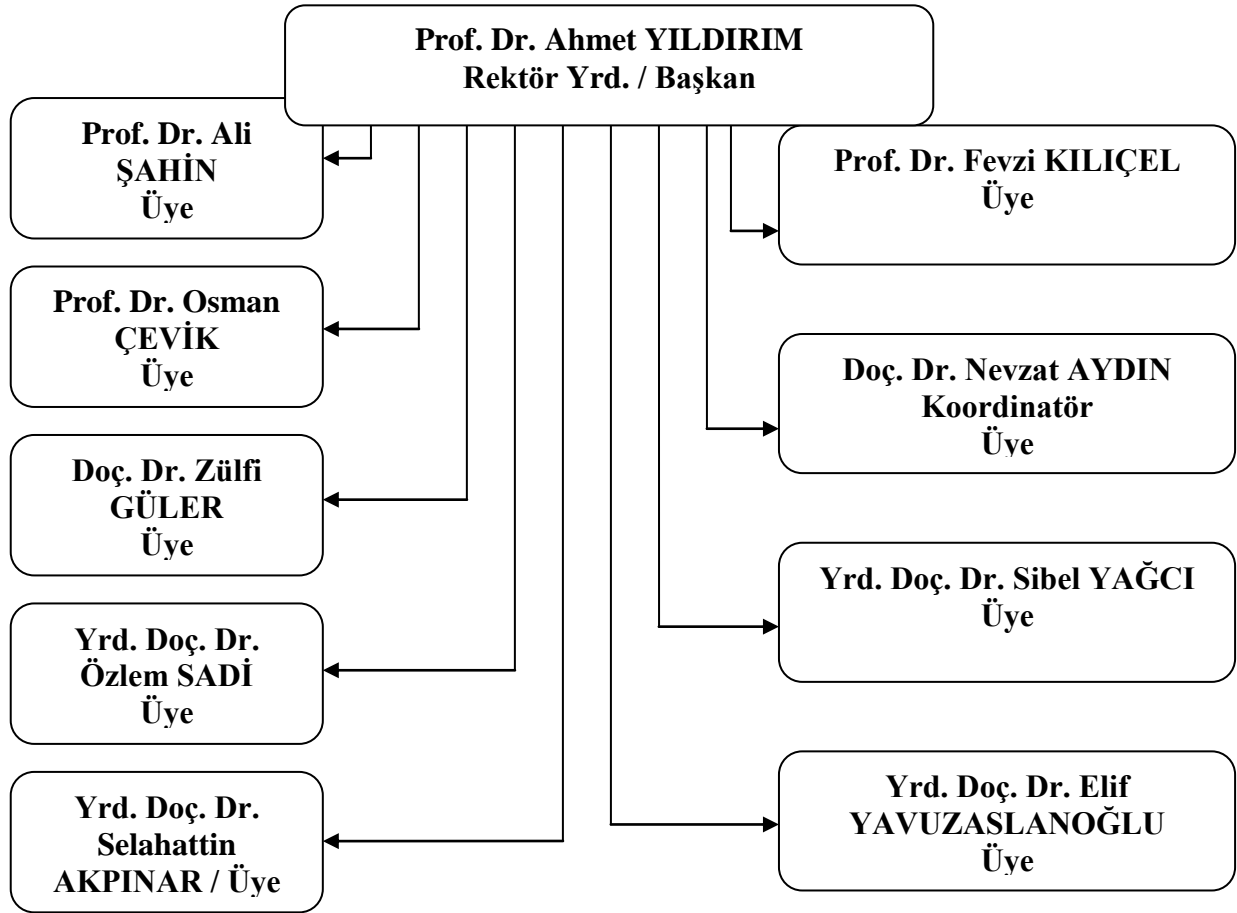 Prof. Dr. Ahmet YILDIRIM
Rektör Yrd. / Başkan
Prof. Dr. Ali
ŞAHİN
Üye
Prof. Dr. Osman
ÇEVİK
Üye
Doç. Dr. Zülfi
GÜLER
Üye
Yrd. Doç. Dr.
Özlem SADİ
Üye
Yrd. Doç. Dr.
Selahattin
AKPINAR / Üye
Prof. Dr. Fevzi KILIÇEL
Üye
Doç. Dr. Nevzat AYDIN
Koordinatör
Üye
Yrd. Doç. Dr. Sibel YAĞCI
Üye
Yrd. Doç. Dr. Elif
YAVUZASLANOĞLU
Üye